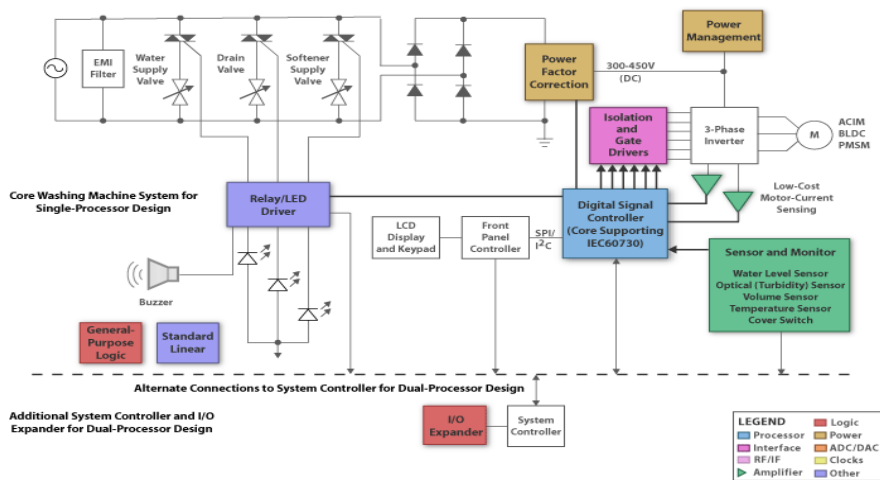 Power
Management
EMI
Filter
Water
Supply
Valve
Drain
Valve
Softener
Supply
Valve
Power
Factor
Correction
300-450V
(DC)
Isolation and
Gate
Drivers
3-Phase
Inverter
M
ACIM
BLDC
PMSM
Low-Cost
Motor-Current
Sensing
Core Washing Machine System for
Single-Processor Design
Relay/LED
Driver
LCD
Display
and Keypad
Front
Panel
Controller
SPI/
I²C
Digital Signal
Controller
(Core Supporting
IEC60730)
Sensor and Monitor
Water Level Sensor
Optical (Turbidity) Sensor
Volume Sensor
Temperature Sensor
Cover Switch
Buzzer
General-
Purpose
Logic
Standard
Linear
Alternate Connections to System Controller for Dual-Processor Design
Additional System Controller and I/O
Expander for Dual-Processor Design
I/O
Expander
System
Controller
LEGEND
Processor
Interface
RF/IF
Amplifier
Logic
Power
ADC/DAC
Clocks
Other